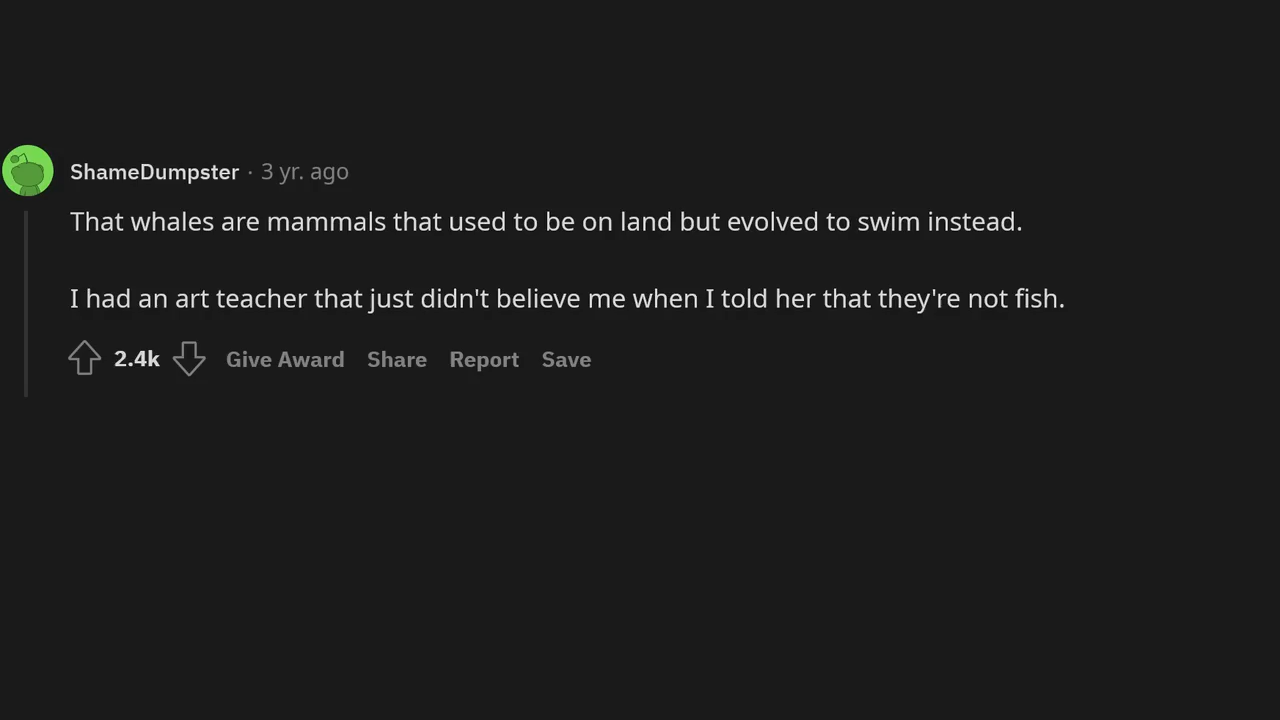 ShameDumpster · 3 yr. ago
That whales are mammals that used to be on land but evolved to swim instead.
I had an art teacher that just didn't believe me when I told her that they're not fish.
2.4k Give Award Share Report Save